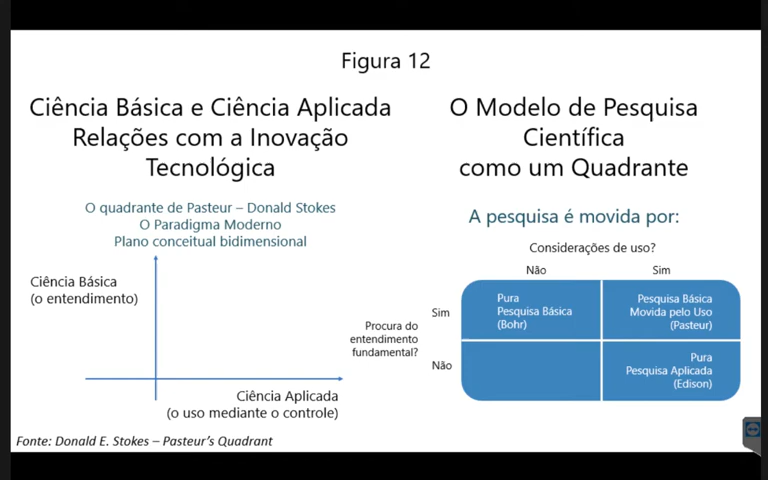 Figura 12
Ciência Básica e Ciência Aplicada
Relações com a Inovação
Tecnológica
O quadrante de Pasteur – Donald Stokes
O Paradigma Moderno
Plano conceitual bidimensional
Ciência Básica
(o entendimento)
Ciência Aplicada
(o uso mediante o controle)
O Modelo de Pesquisa
Científica
como um Quadrante
A pesquisa é movida por:
Considerações de uso?
Não
Sim
Procura do
entendimento
fundamental?
Sim
Pura
Pesquisa Básica
(Bohr)
Pesquisa Básica
Movida pelo Uso
(Pasteur)
Não
Pura
Pesquisa Aplicada
(Edison)
Fonte: Donald E. Stokes – Pasteur's Quadrant